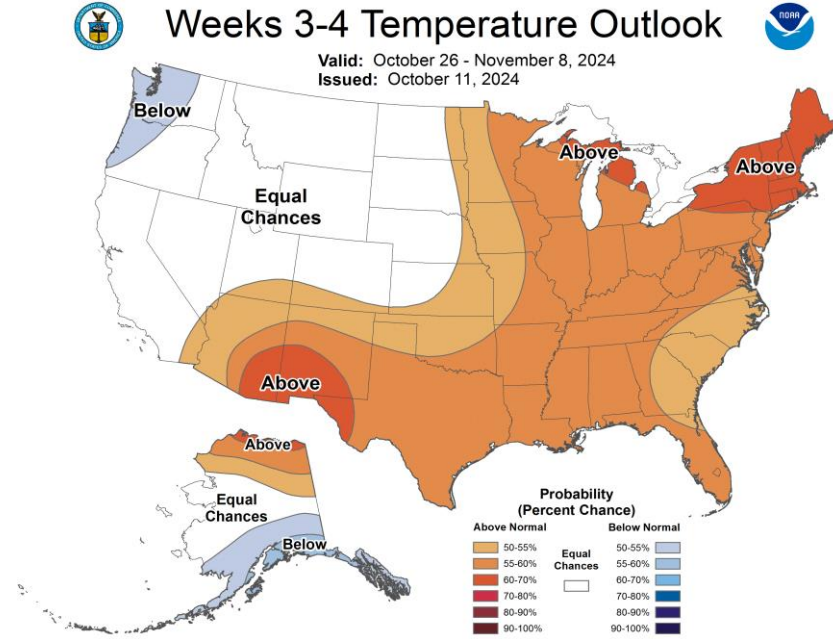 Weeks 3-4 Temperature Outlook
NOAA
Valid: October 26 - November 8, 2024
Issued: October 11, 2024
Below
Equal
Chances
Above
Above
Above
Above
Equal
Chances
Below
Probability
(Percent Chance)
Above Normal
Below Normal
50-55%
55-60%
60-70%
70-80%
80-90%
90-100%
Equal
Chances
50-55%
55-60%
60-70%
70-80%
80-90%
90-100%